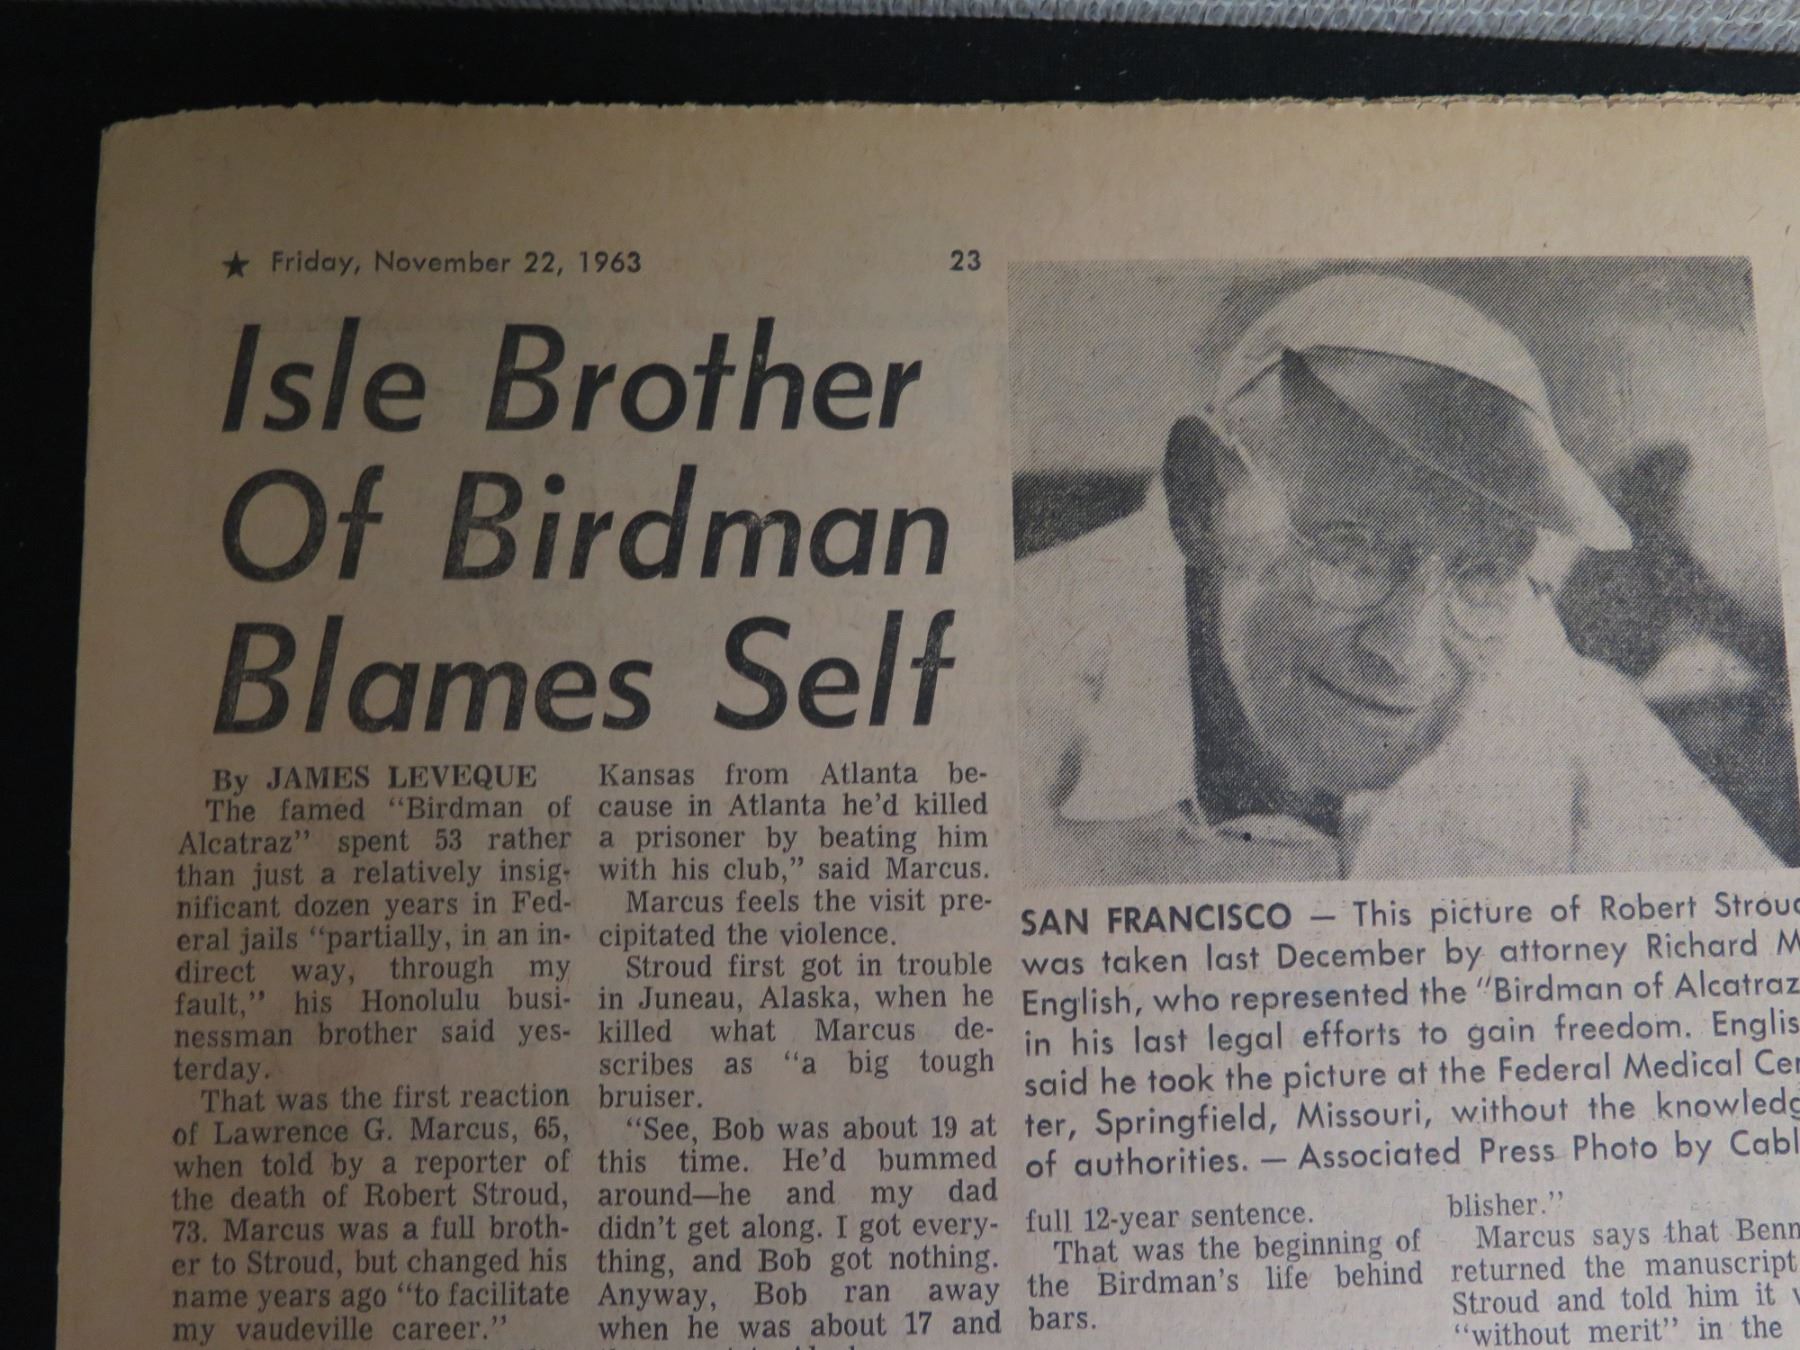 ★ Friday, November 22, 1963 23
Isle Brother
Of Birdman
Blames Self
By JAMES LEVEQUE
The famed "Birdman of
Alcatraz" spent 53 rather
than just a relatively insig-
nificant dozen years in Fed-
eral jails "partially, in an in-
direct way, through my
fault," his Honolulu busi-
nessman brother said yes-
terday.
That was the first reaction
of Lawrence G. Marcus, 65,
when told by a reporter of
the death of Robert Stroud,
73. Marcus was a full broth-
er to Stroud, but changed his
name years ago "to facilitate
my vaudeville career."
Kansas from Atlanta be-
cause in Atlanta he'd killed
a prisoner by beating him
with his club," said Marcus.
Marcus feels the visit pre-
cipitated the violence.
Stroud first got in trouble
in Juneau, Alaska, when he
killed what Marcus de-
scribes as "a big tough
bruiser.
"See, Bob was about 19 at
this time. He'd bummed
around—he and my dad
didn't get along. I got every-
thing, and Bob got nothing.
Anyway, Bob ran away
when he was about 17 and
SAN FRANCISCO — This picture of Robert Stroud
was taken last December by attorney Richard M
English, who represented the "Birdman of Alcatraz
in his last legal efforts to gain freedom. Englis
said he took the picture at the Federal Medical Cen
ter, Springfield, Missouri, without the knowledg
of authorities. — Associated Press Photo by Cabl
full 12-year sentence.
That was the beginning of
the Birdman's life behind
bars.
blisher."
Marcus says that Benn
returned the manuscript
Stroud and told him it
"without merit" in the